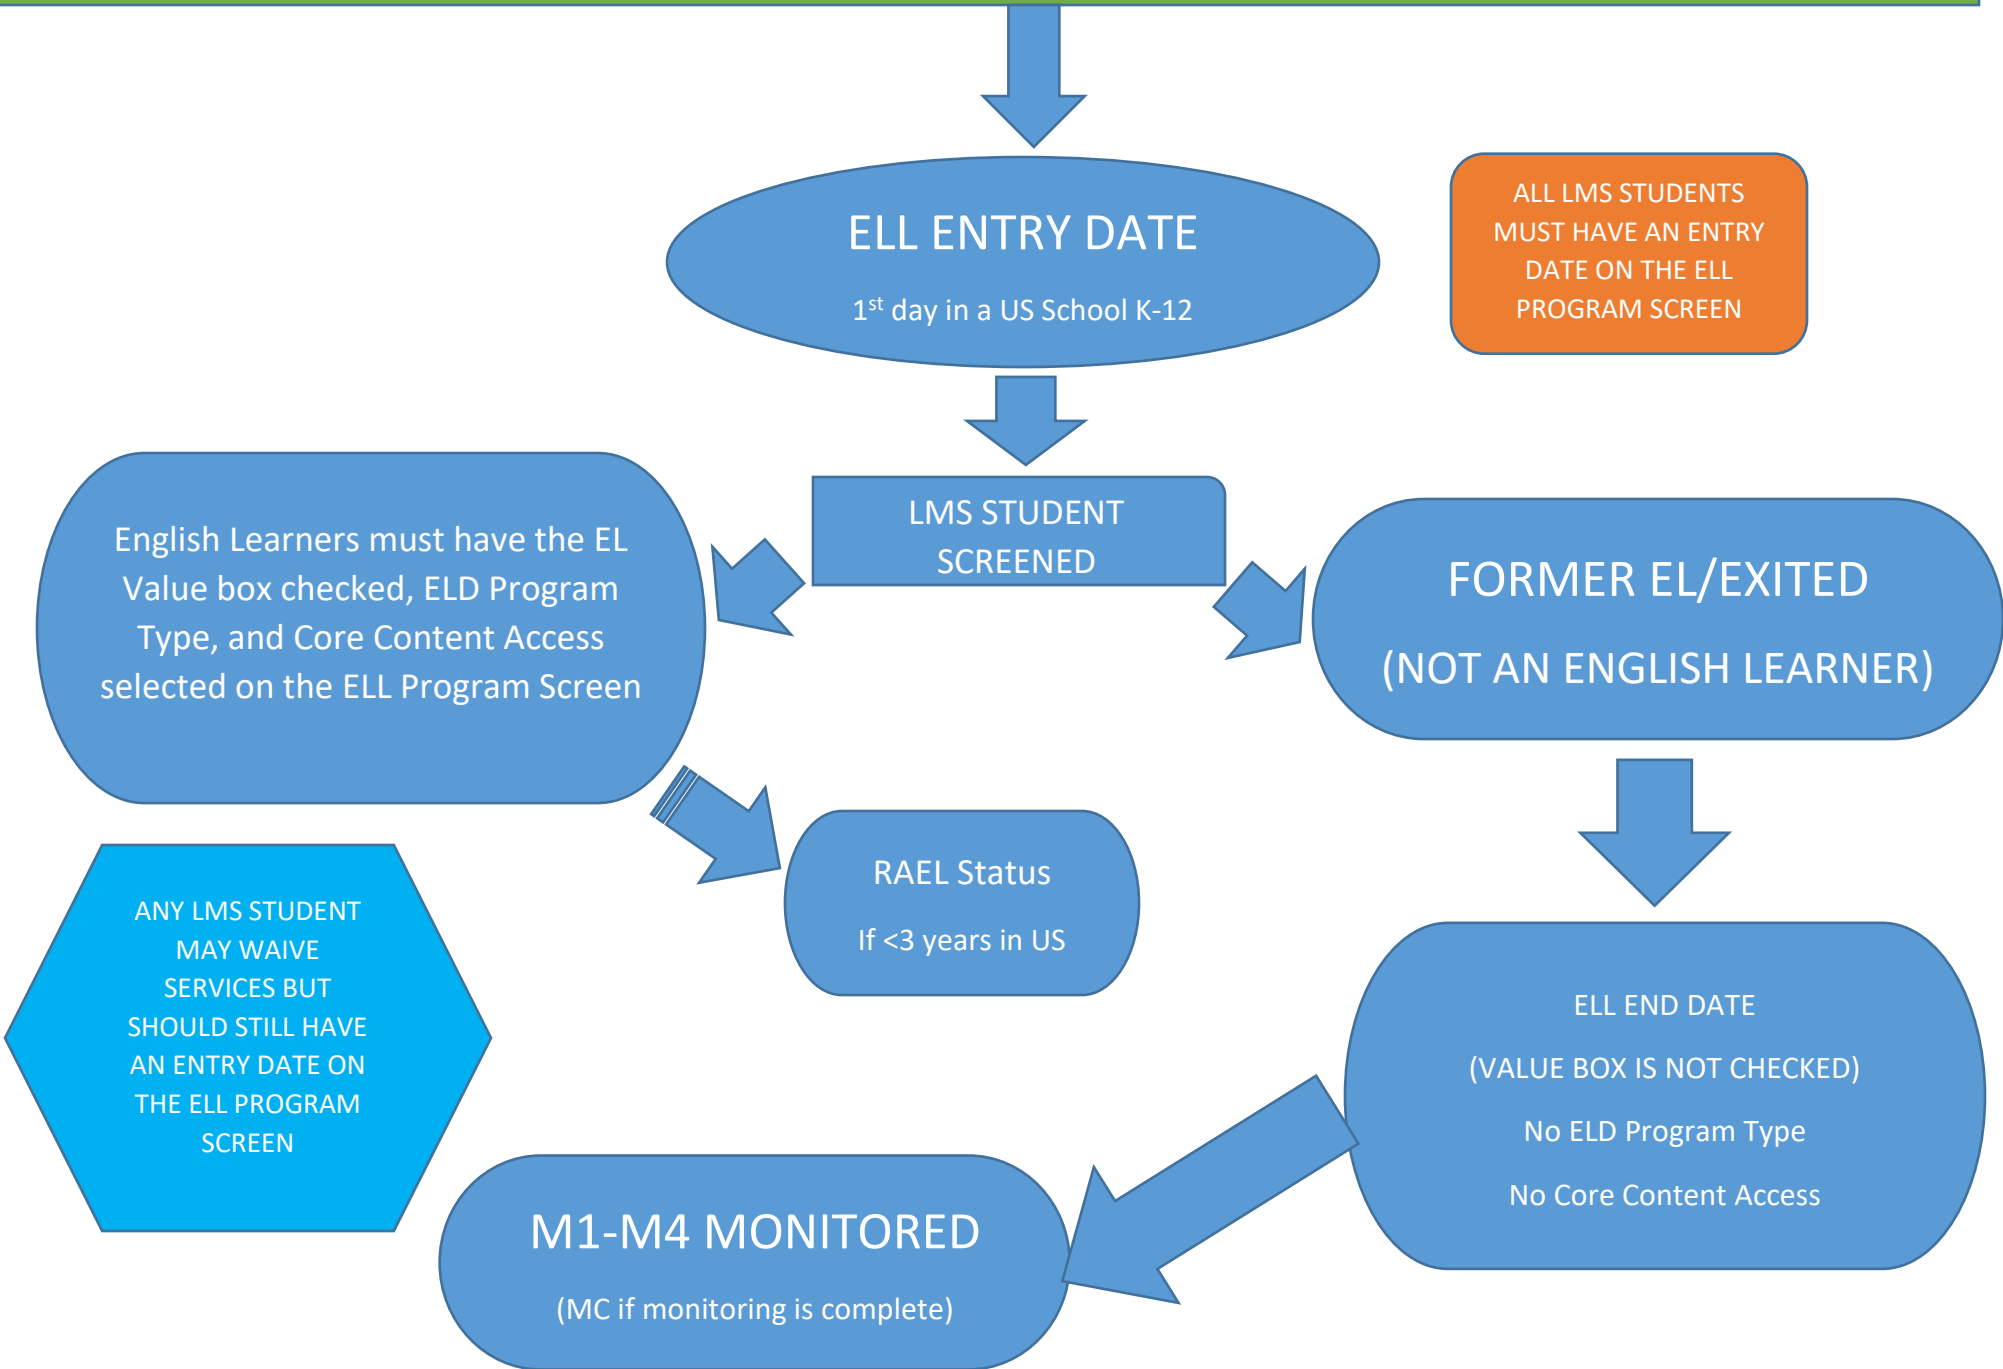 ELL ENTRY DATE
1st day in a US School K-12
ALL LMS STUDENTS
MUST HAVE AN ENTRY
DATE ON THE ELL
PROGRAM SCREEN
LMS STUDENT
SCREENED
English Learners must have the EL
Value box checked, ELD Program
Type, and Core Content Access
selected on the ELL Program Screen
FORMER EL/EXITED
(NOT AN ENGLISH LEARNER)
RAEL Status
If <3 years in US
ANY LMS STUDENT
MAY WAIVE
SERVICES BUT
SHOULD STILL HAVE
AN ENTRY DATE ON
THE ELL PROGRAM
SCREEN
ELL END DATE
(VALUE BOX IS NOT CHECKED)
No ELD Program Type
No Core Content Access
M1-M4 MONITORED
(MC if monitoring is complete)